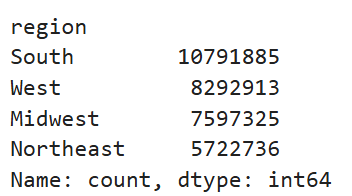 region
South 10791885
West 8292913
Midwest 7597325
Northeast 5722736
Name: count, dtype: int64